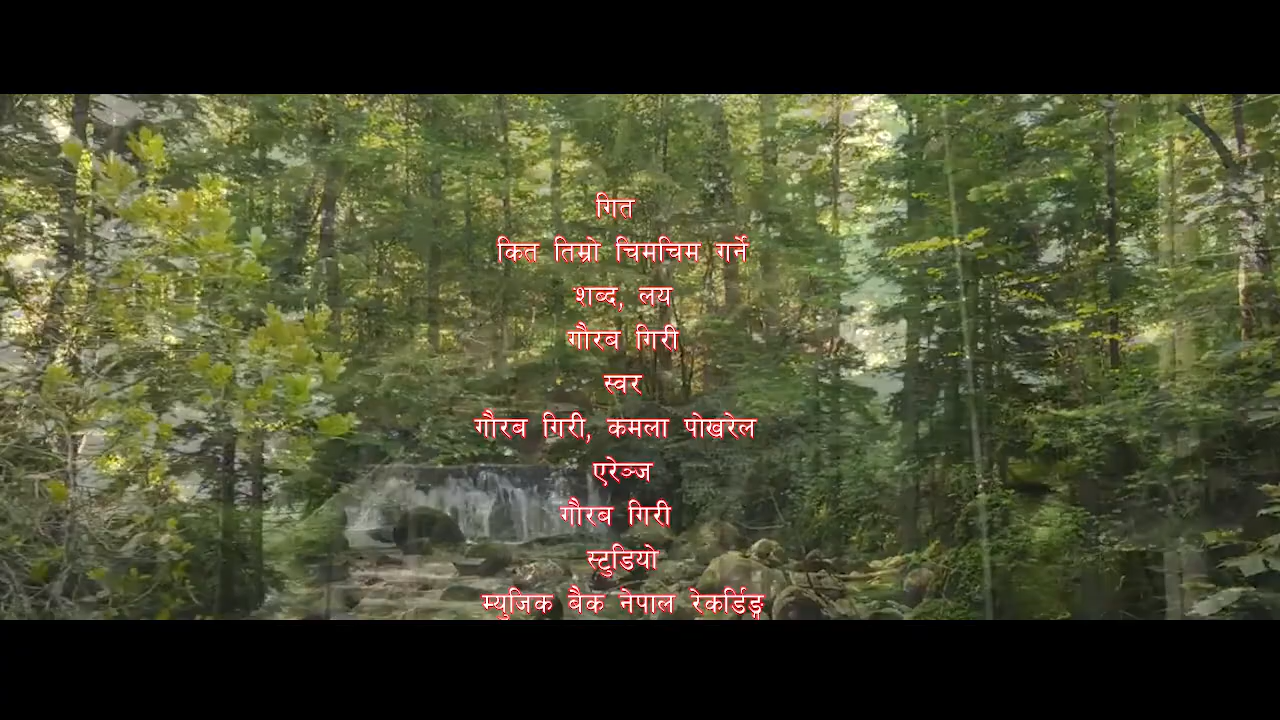 गित
कित तिम्रो चिमचिम गर्ने
शब्द, लय
गौरब गिरी
स्वर
गौरब गिरी, कमला पोखरेल
एरेञ्ज
गौरब गिरी
स्टुडियो
म्युजिक बैक नेपाल रेकर्डिङ्ग